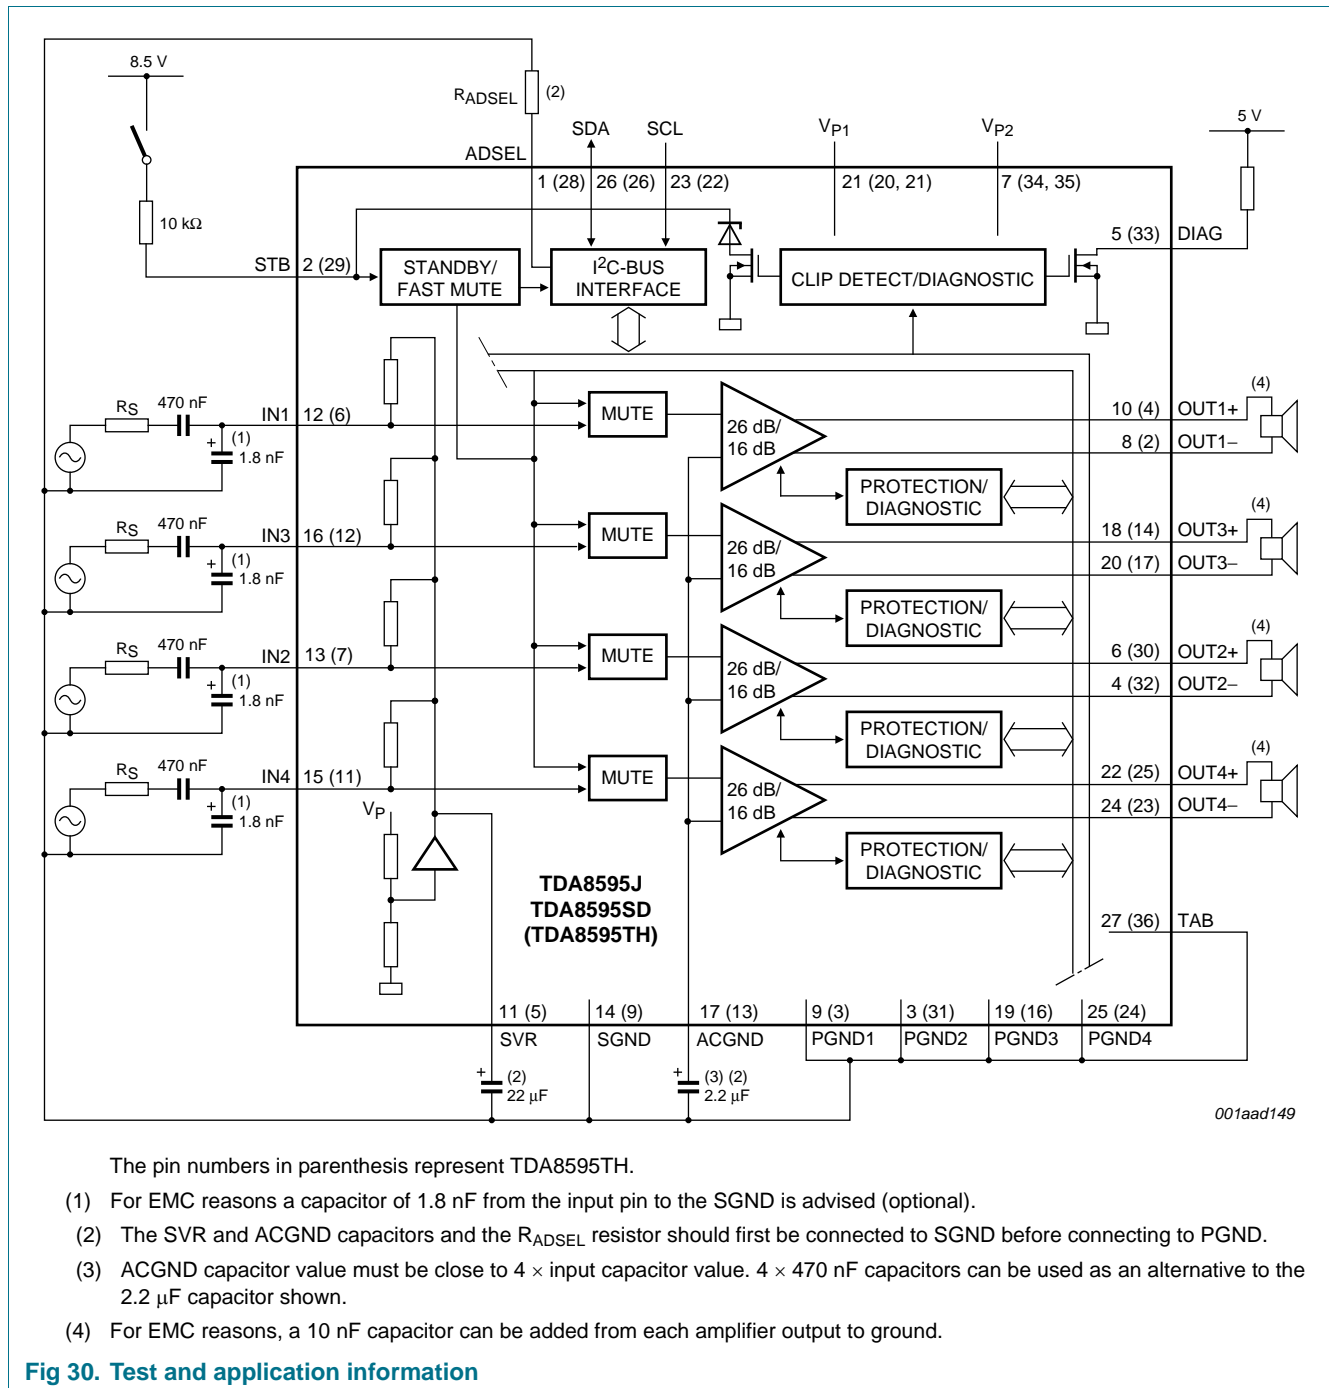 8.5 V
R_ADSEL (2)
5 V
SDA SCL V_P1 V_P2
ADSEL
1 (28) 26 (26) 23 (22) 21 (20, 21) 7 (34, 35)
10 kΩ
5 (33) DIAG
STB 2 (29)
STANDBY/
FAST MUTE
I²C-BUS
INTERFACE
CLIP DETECT/DIAGNOSTIC
R_S 470 nF IN1 12 (6)
+ (1)
1.8 nF
MUTE
26 dB/
16 dB
10 (4) OUT1+
(4)
8 (2) OUT1−
PROTECTION/
DIAGNOSTIC
R_S 470 nF IN3 16 (12)
+ (1)
1.8 nF
MUTE
26 dB/
16 dB
18 (14) OUT3+
(4)
20 (17) OUT3−
PROTECTION/
DIAGNOSTIC
R_S 470 nF IN2 13 (7)
+ (1)
1.8 nF
MUTE
26 dB/
16 dB
6 (30) OUT2+
(4)
4 (32) OUT2−
PROTECTION/
DIAGNOSTIC
R_S 470 nF IN4 15 (11)
+ (1)
1.8 nF
V_P
MUTE
26 dB/
16 dB
22 (25) OUT4+
(4)
24 (23) OUT4−
PROTECTION/
DIAGNOSTIC
TDA8595J
TDA8595SD
(TDA8595TH)
27 (36) TAB
11 (5) 14 (9) 17 (13) 9 (3) 3 (31) 19 (16) 25 (24)
SVR SGND ACGND PGND1 PGND2 PGND3 PGND4
+ (2)
22 μF
+ (3) (2)
2.2 μF
001aad149
The pin numbers in parenthesis represent TDA8595TH.
(1) For EMC reasons a capacitor of 1.8 nF from the input pin to the SGND is advised (optional).
(2) The SVR and ACGND capacitors and the R_ADSEL resistor should first be connected to SGND before connecting to PGND.
(3) ACGND capacitor value must be close to 4 × input capacitor value. 4 × 470 nF capacitors can be used as an alternative to the
2.2 μF capacitor shown.
(4) For EMC reasons, a 10 nF capacitor can be added from each amplifier output to ground.
Fig 30. Test and application information